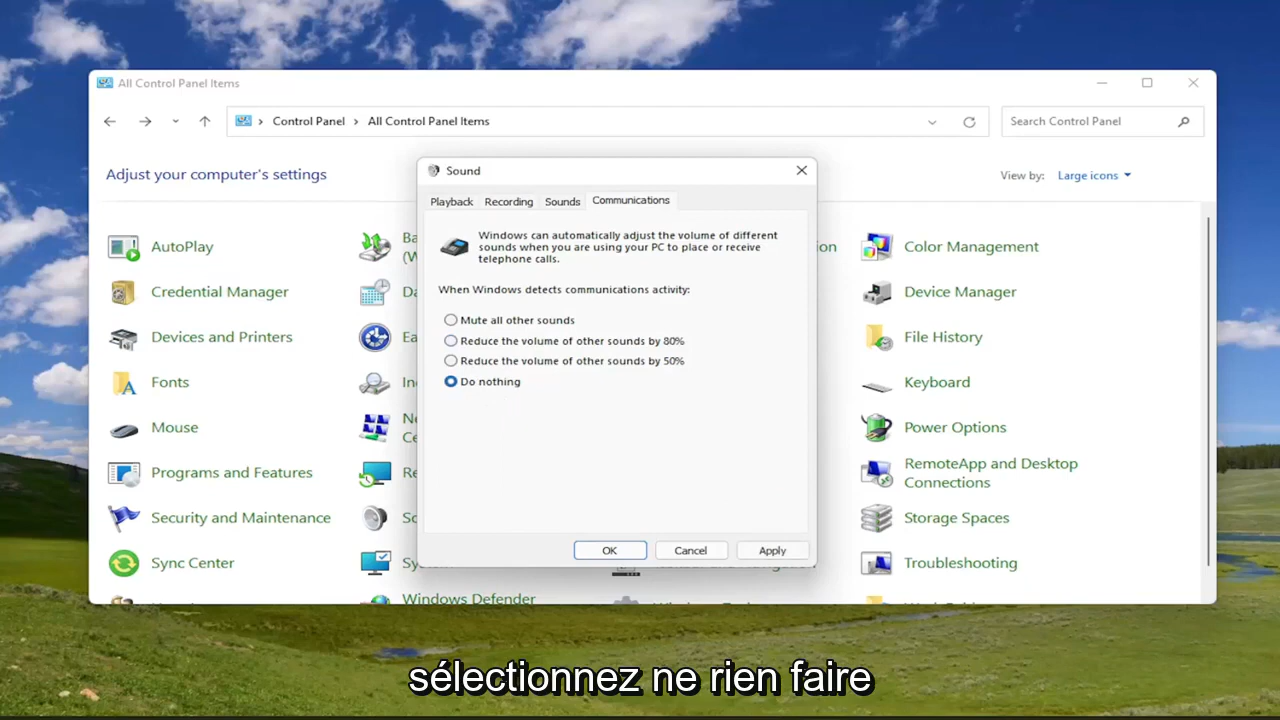 All Control Panel Items
Control Panel > All Control Panel Items
Search Control Panel
Adjust your computer's settings
View by: Large icons
Sound
Playback Recording Sounds Communications
Windows can automatically adjust the volume of different
sounds when you are using your PC to place or receive
telephone calls.
When Windows detects communications activity:
Mute all other sounds
Reduce the volume of other sounds by 80%
Reduce the volume of other sounds by 50%
Do nothing
OK Cancel Apply
AutoPlay
Color Management
Credential Manager
Device Manager
Devices and Printers
File History
Fonts
Keyboard
Mouse
Power Options
Programs and Features
RemoteApp and Desktop
Connections
Security and Maintenance
Storage Spaces
Sync Center
Troubleshooting
Windows Defender
sélectionnez ne rien faire